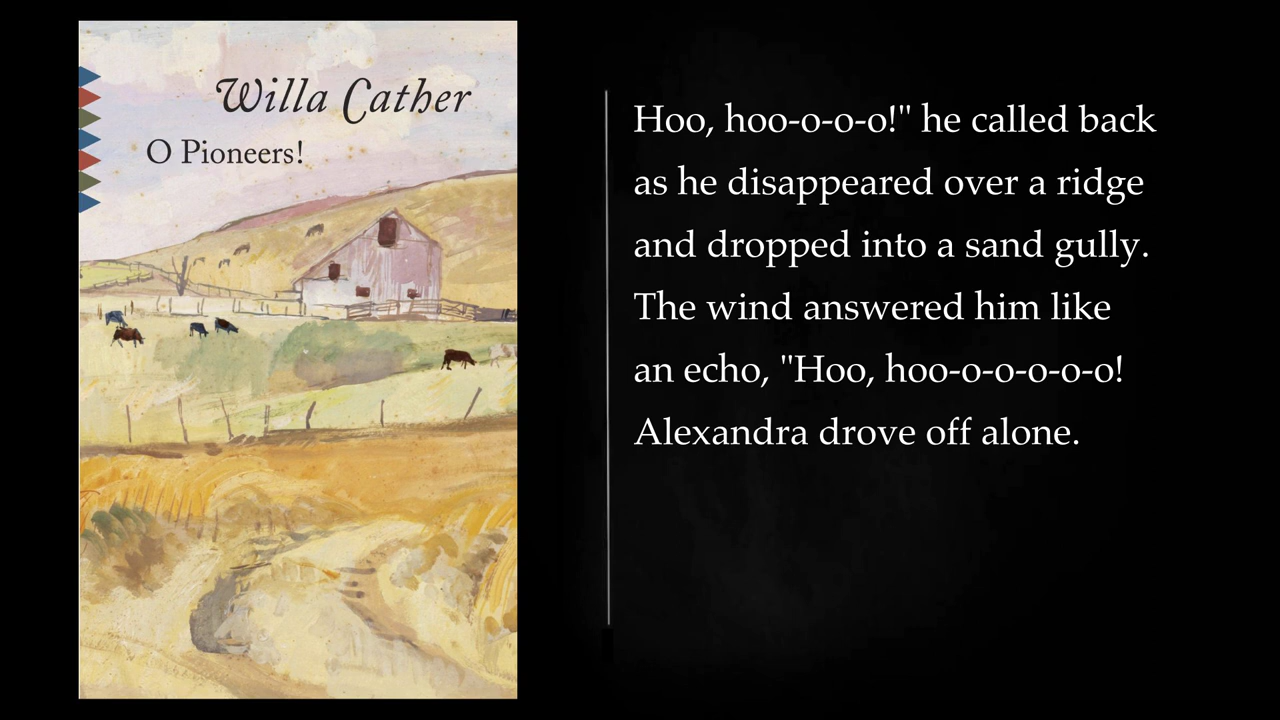 Willa Cather
O Pioneers!
Hoo, hoo-o-o-o-o!" he called back
as he disappeared over a ridge
and dropped into a sand gully.
The wind answered him like
an echo, "Hoo, hoo-o-o-o-o-o!
Alexandra drove off alone.